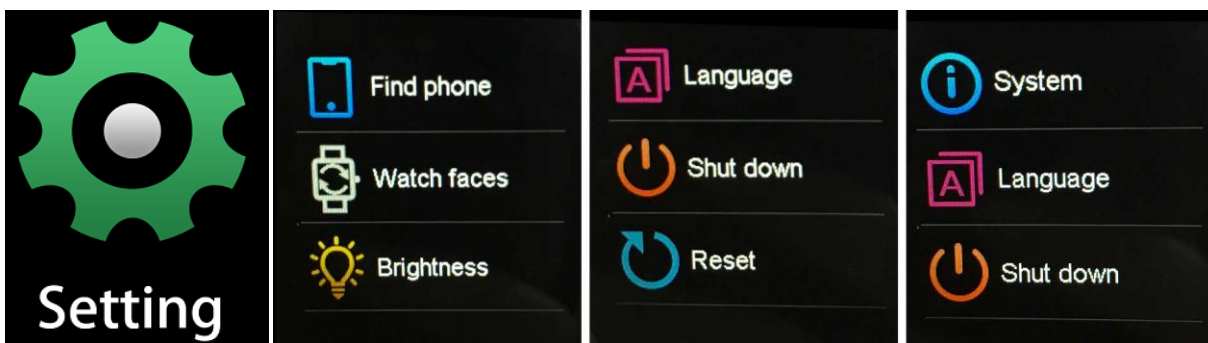 Setting
Find phone
Watch faces
Brightness
A Language
Shut down
Reset
i System
A Language
Shut down